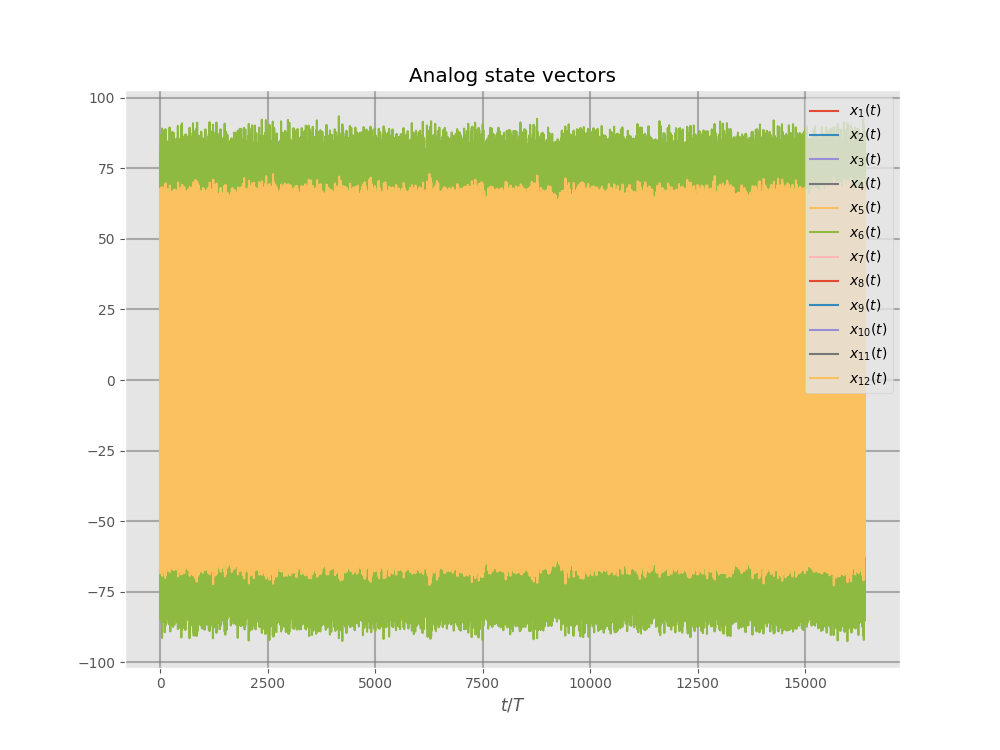 Analog state vectors
100
75
50
25
0
−25
−50
−75
−100
0 2500 5000 7500 10000 12500 15000
t/T
x₁(t)
x₂(t)
x₃(t)
x₄(t)
x₅(t)
x₆(t)
x₇(t)
x₈(t)
x₉(t)
x₁₀(t)
x₁₁(t)
x₁₂(t)